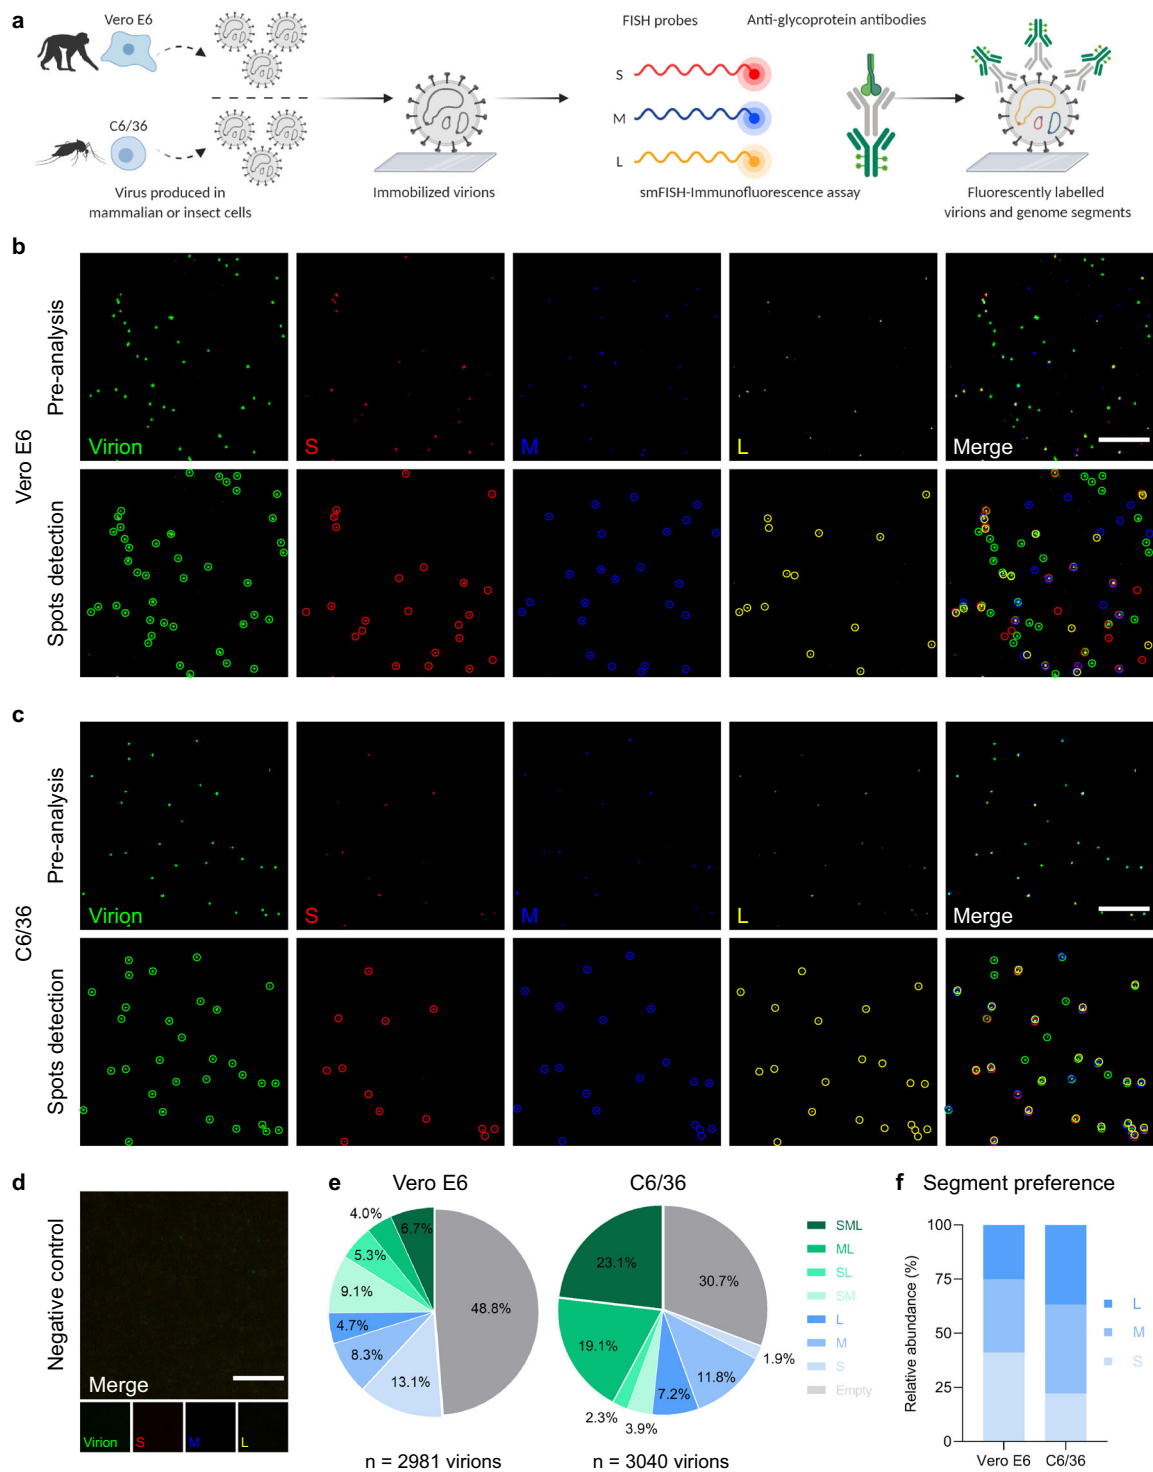 a
Vero E6
FISH probes
Anti-glycoprotein antibodies
S
M
L
C6/36
Virus produced in
mammalian or insect cells
Immobilized virions
smFISH-Immunofluorescence assay
Fluorescently labelled
virions and genome segments
b
Vero E6
Pre-analysis
Virion
S
M
L
Merge
Spots detection
c
C6/36
Pre-analysis
Virion
S
M
L
Merge
Spots detection
d
Negative control
Merge
Virion
S
M
L
e
Vero E6
4.0%
6.7%
5.3%
9.1%
48.8%
4.7%
8.3%
13.1%
n = 2981 virions
C6/36
23.1%
30.7%
19.1%
1.9%
11.8%
7.2%
2.3%
3.9%
n = 3040 virions
SML
ML
SL
SM
L
M
S
Empty
f Segment preference
Relative abundance (%)
100
75
50
25
0
Vero E6
C6/36
L
M
S